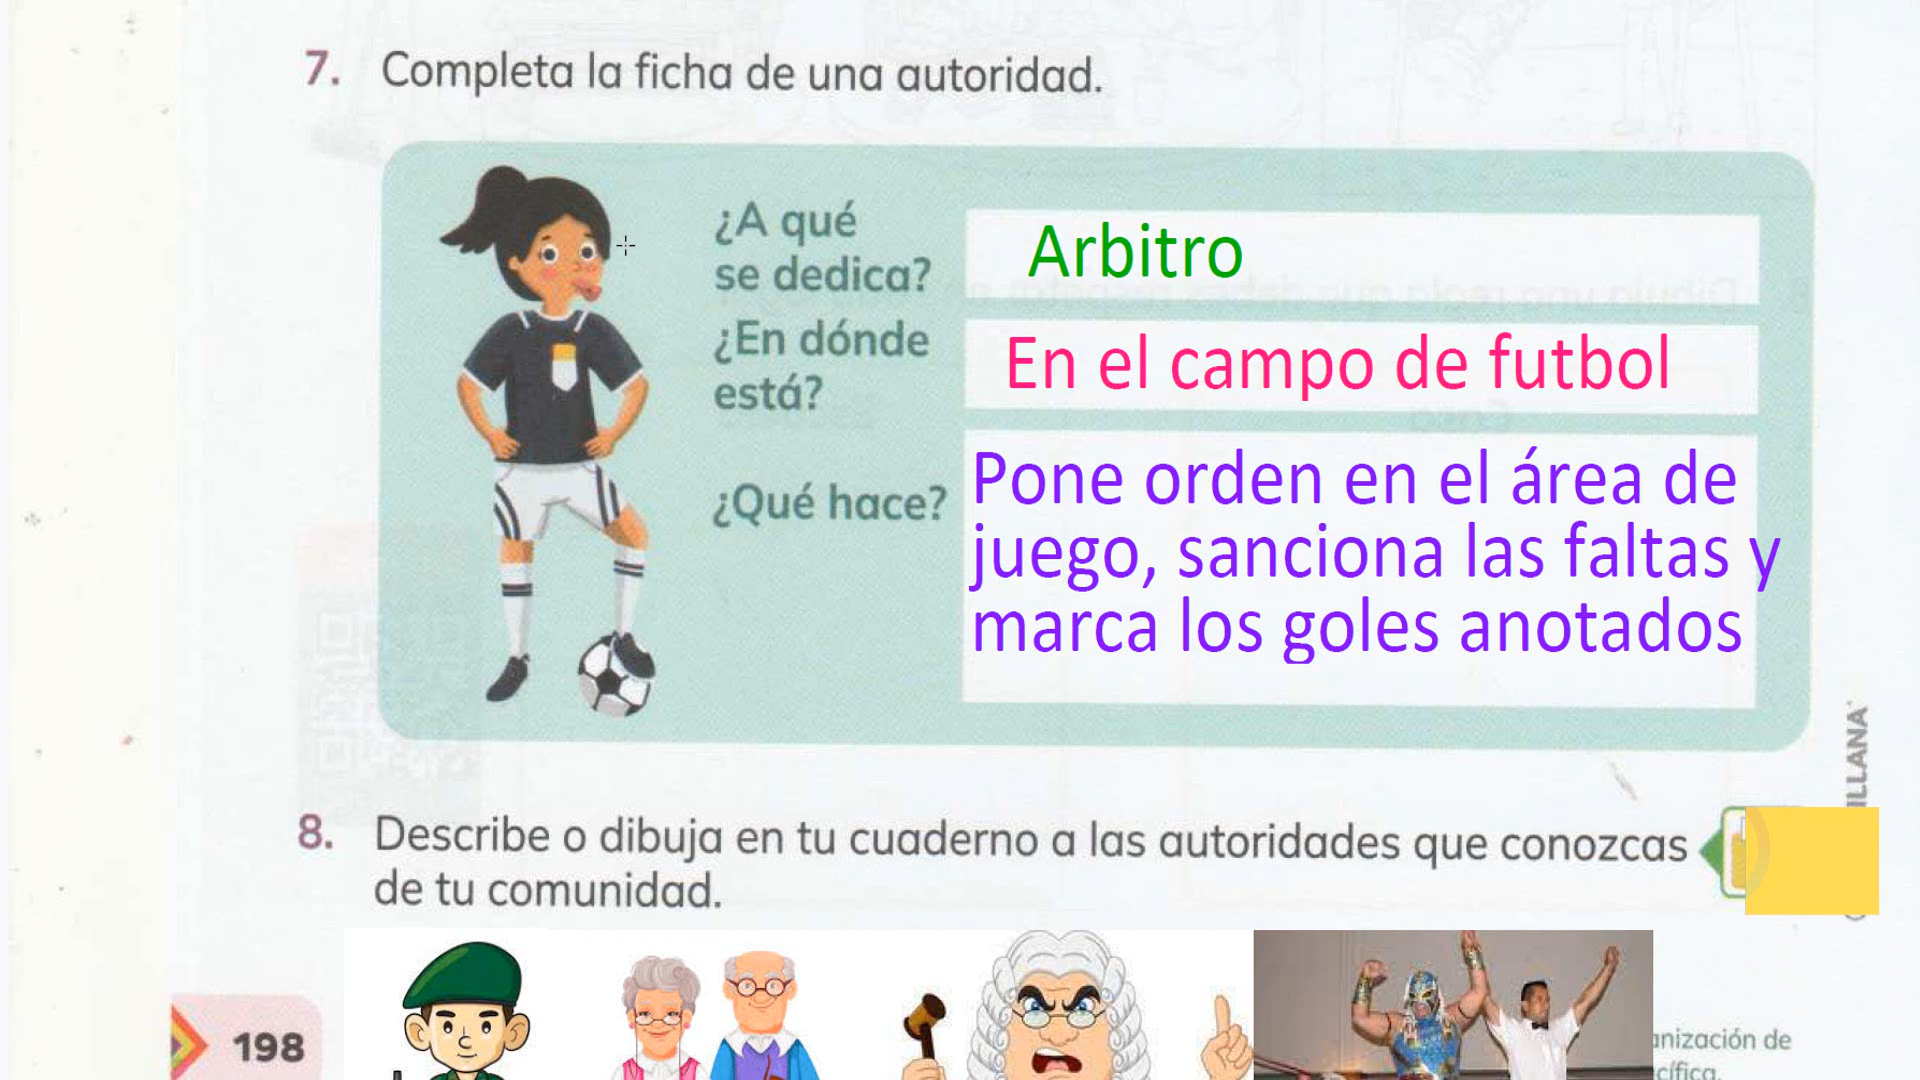 7. Completa la ficha de una autoridad.
¿A qué
se dedica?
Arbitro
¿En dónde
está?
En el campo de futbol
¿Qué hace?
Pone orden en el área de
juego, sanciona las faltas y
marca los goles anotados
8. Describe o dibuja en tu cuaderno a las autoridades que conozcas
de tu comunidad.
198